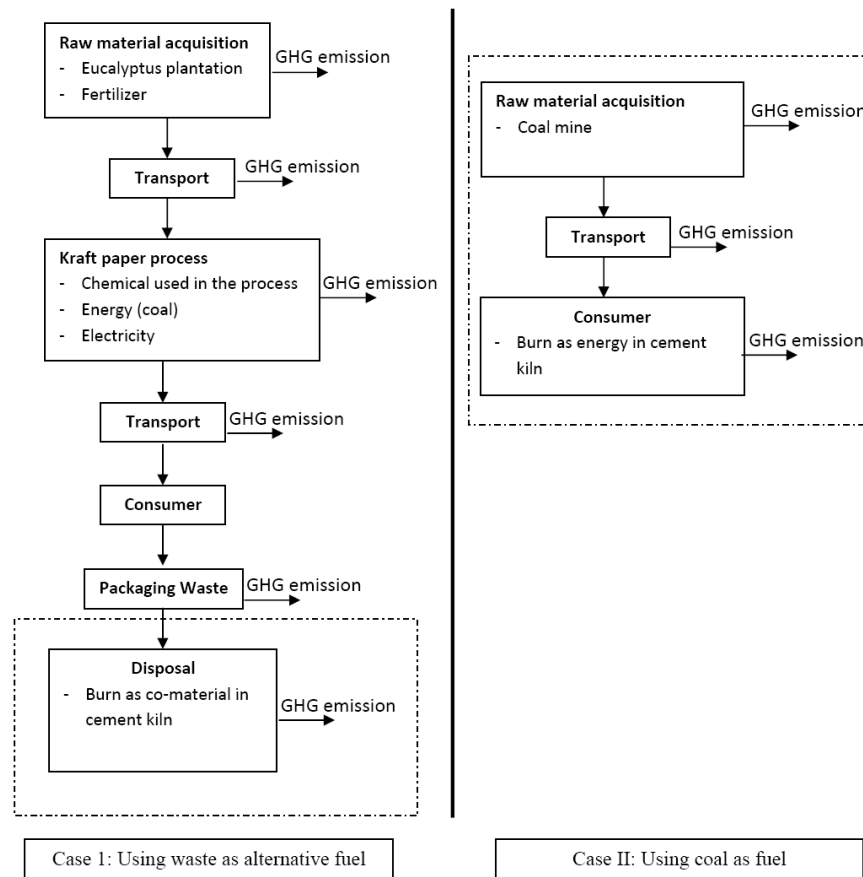 Raw material acquisition
- Eucalyptus plantation
- Fertilizer
GHG emission
Transport
GHG emission
Kraft paper process
- Chemical used in the process
- Energy (coal)
- Electricity
GHG emission
Transport
GHG emission
Consumer
Packaging Waste
GHG emission
Disposal
- Burn as co-material in
cement kiln
GHG emission
Case 1: Using waste as alternative fuel
Raw material acquisition
- Coal mine
GHG emission
Transport
GHG emission
Consumer
- Burn as energy in cement
kiln
GHG emission
Case II: Using coal as fuel